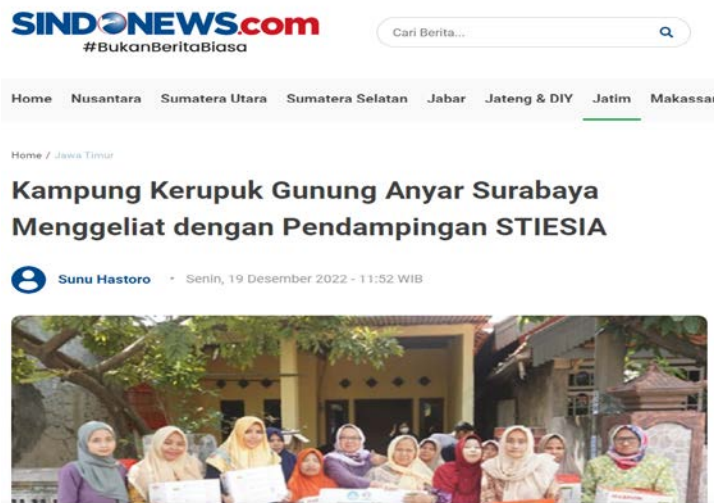 SINDONEWS.com
#BukanBeritaBiasa
Cari Berita...
Home Nusantara Sumatera Utara Sumatera Selatan Jabar Jateng & DIY Jatim Makassar
Home / Jawa Timur
Kampung Kerupuk Gunung Anyar Surabaya
Menggeliat dengan Pendampingan STIESIA
Sunu Hastoro • Senin, 19 Desember 2022 - 11:52 WIB